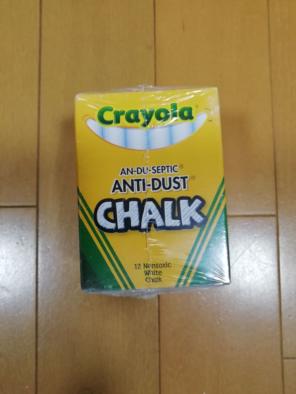 Crayola
AN-DU-SEPTIC®
ANTI-DUST®
CHALK
12 Nontoxic
White
Chalk